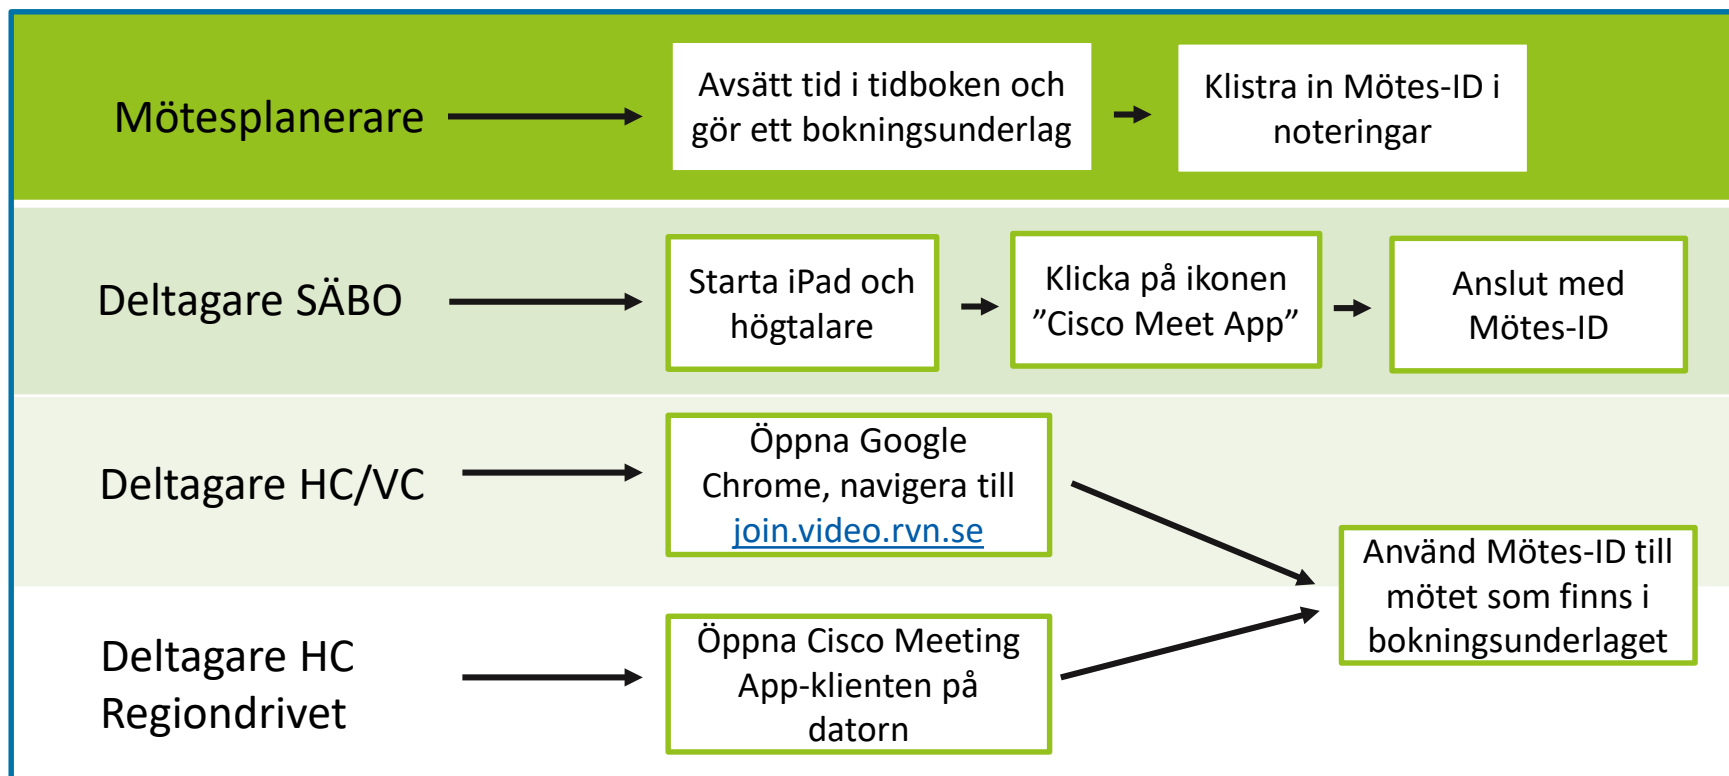 Mötesplanerare
Avsätt tid i tidboken och
gör ett bokningsunderlag
Klistra in Mötes-ID i
noteringar
Deltagare SÄBO
Starta iPad och
högtalare
Klicka på ikonen
”Cisco Meet App”
Anslut med
Mötes-ID
Deltagare HC/VC
Öppna Google
Chrome, navigera till
join.video.rvn.se
Använd Mötes-ID till
mötet som finns i
bokningsunderlaget
Deltagare HC
Regiondrivet
Öppna Cisco Meeting
App-klienten på
datorn